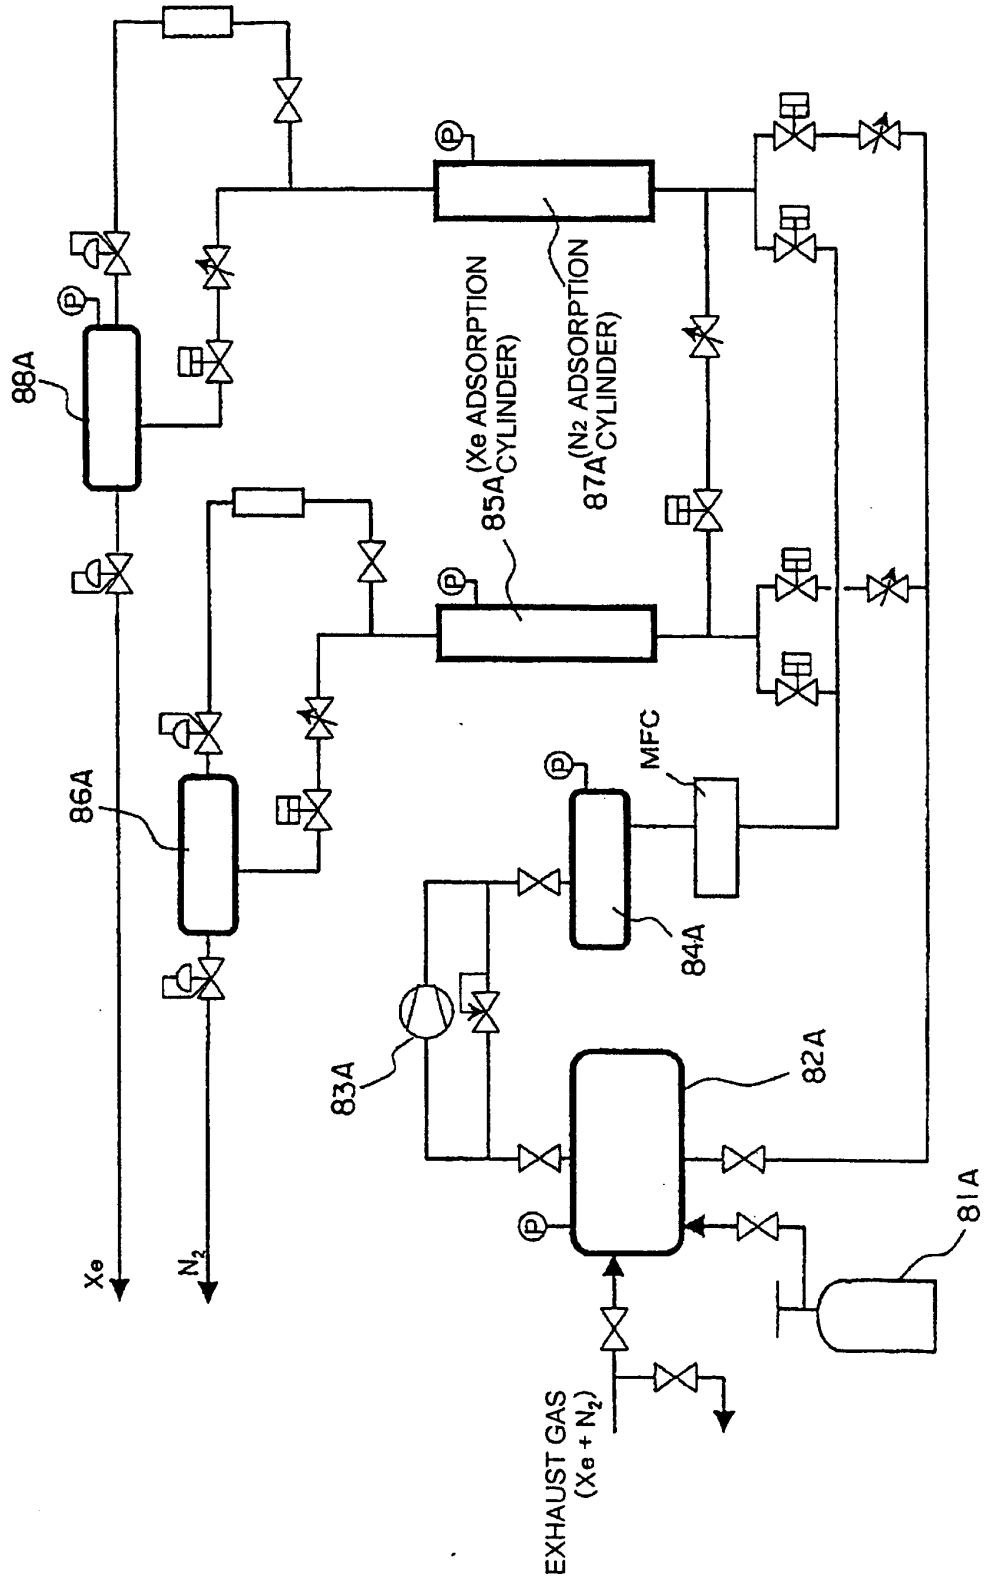 88A
P
P
86A
85A (Xe ADSORPTION
CYLINDER)
87A (N2 ADSORPTION
CYLINDER)
P
P
MFC
84A
83A
82A
P
81A
Xe
N2
EXHAUST GAS
(Xe + N2)